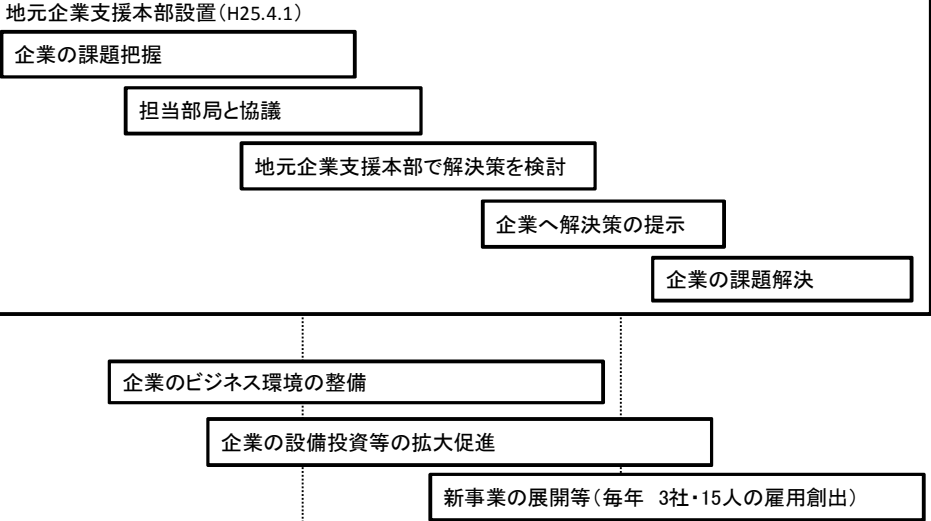 地元企業支援本部設置(H25.4.1)
企業の課題把握
担当部局と協議
地元企業支援本部で解決策を検討
企業へ解決策の提示
企業の課題解決
企業のビジネス環境の整備
企業の設備投資等の拡大促進
新事業の展開等(毎年　3社・15人の雇用創出)